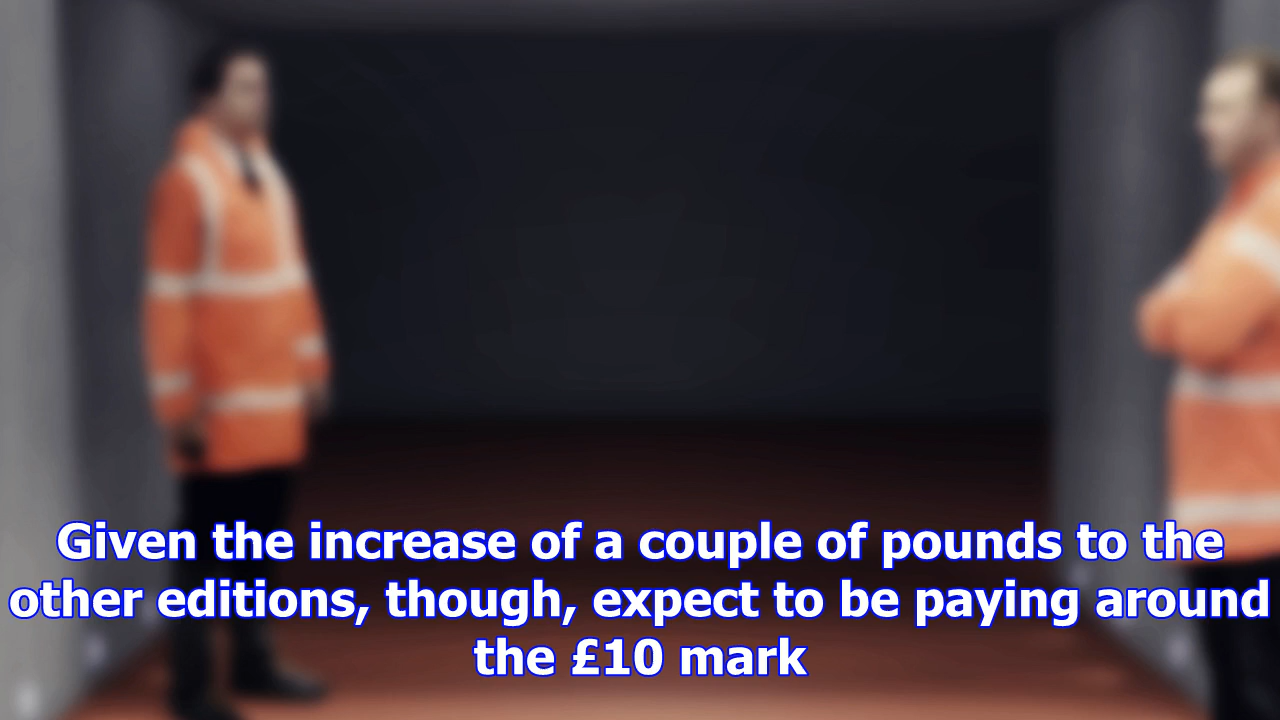 Given the increase of a couple of pounds to the
other editions, though, expect to be paying around
the £10 mark